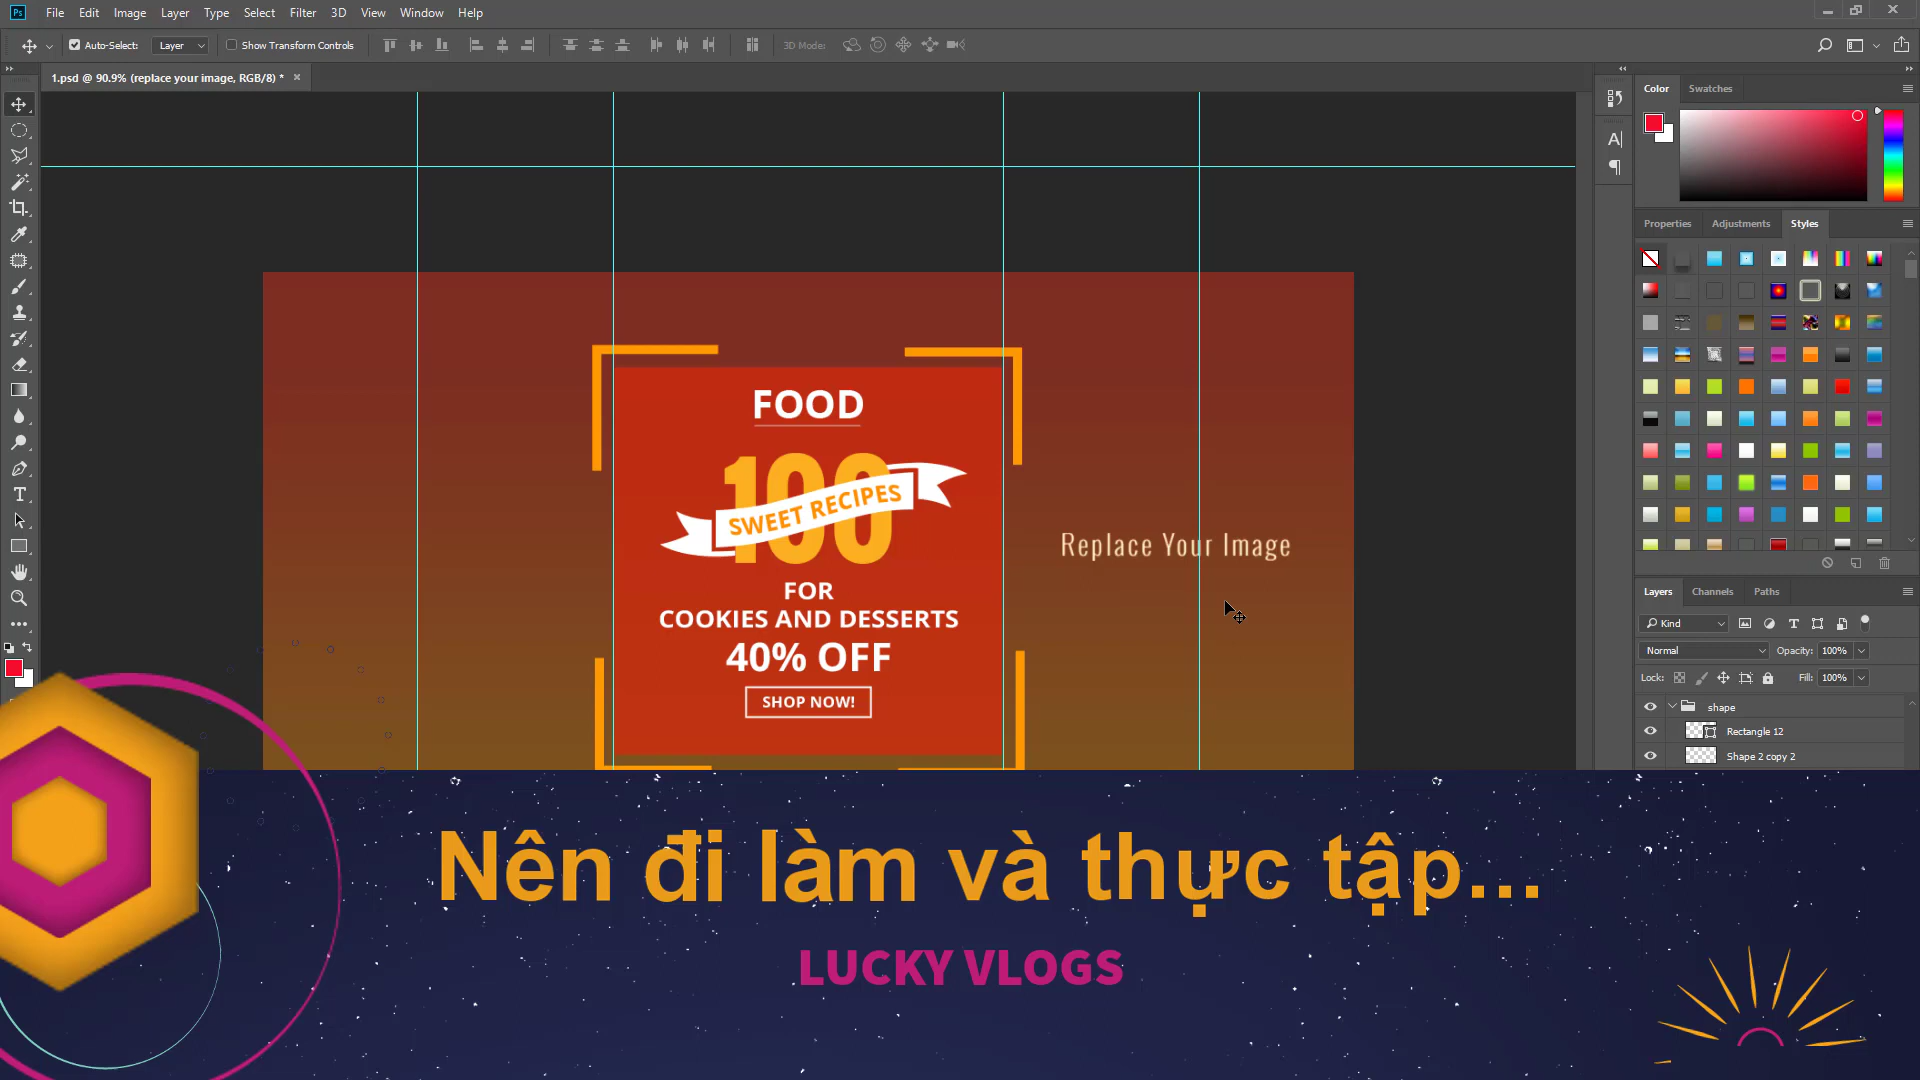 Ps File Edit Image Layer Type Select Filter 3D View Window Help
Auto-Select: Layer Show Transform Controls 3D Mode:
1.psd @ 90.9% (replace your image, RGB/8) * ×
Color Swatches
Properties Adjustments Styles
FOOD
100
SWEET RECIPES
FOR
COOKIES AND DESSERTS
40% OFF
SHOP NOW!
Replace Your Image
Layers Channels Paths
Kind
Normal Opacity: 100%
Lock: Fill: 100%
shape
Rectangle 12
Shape 2 copy 2
Nên đi làm và thực tập...
LUCKY VLOGS